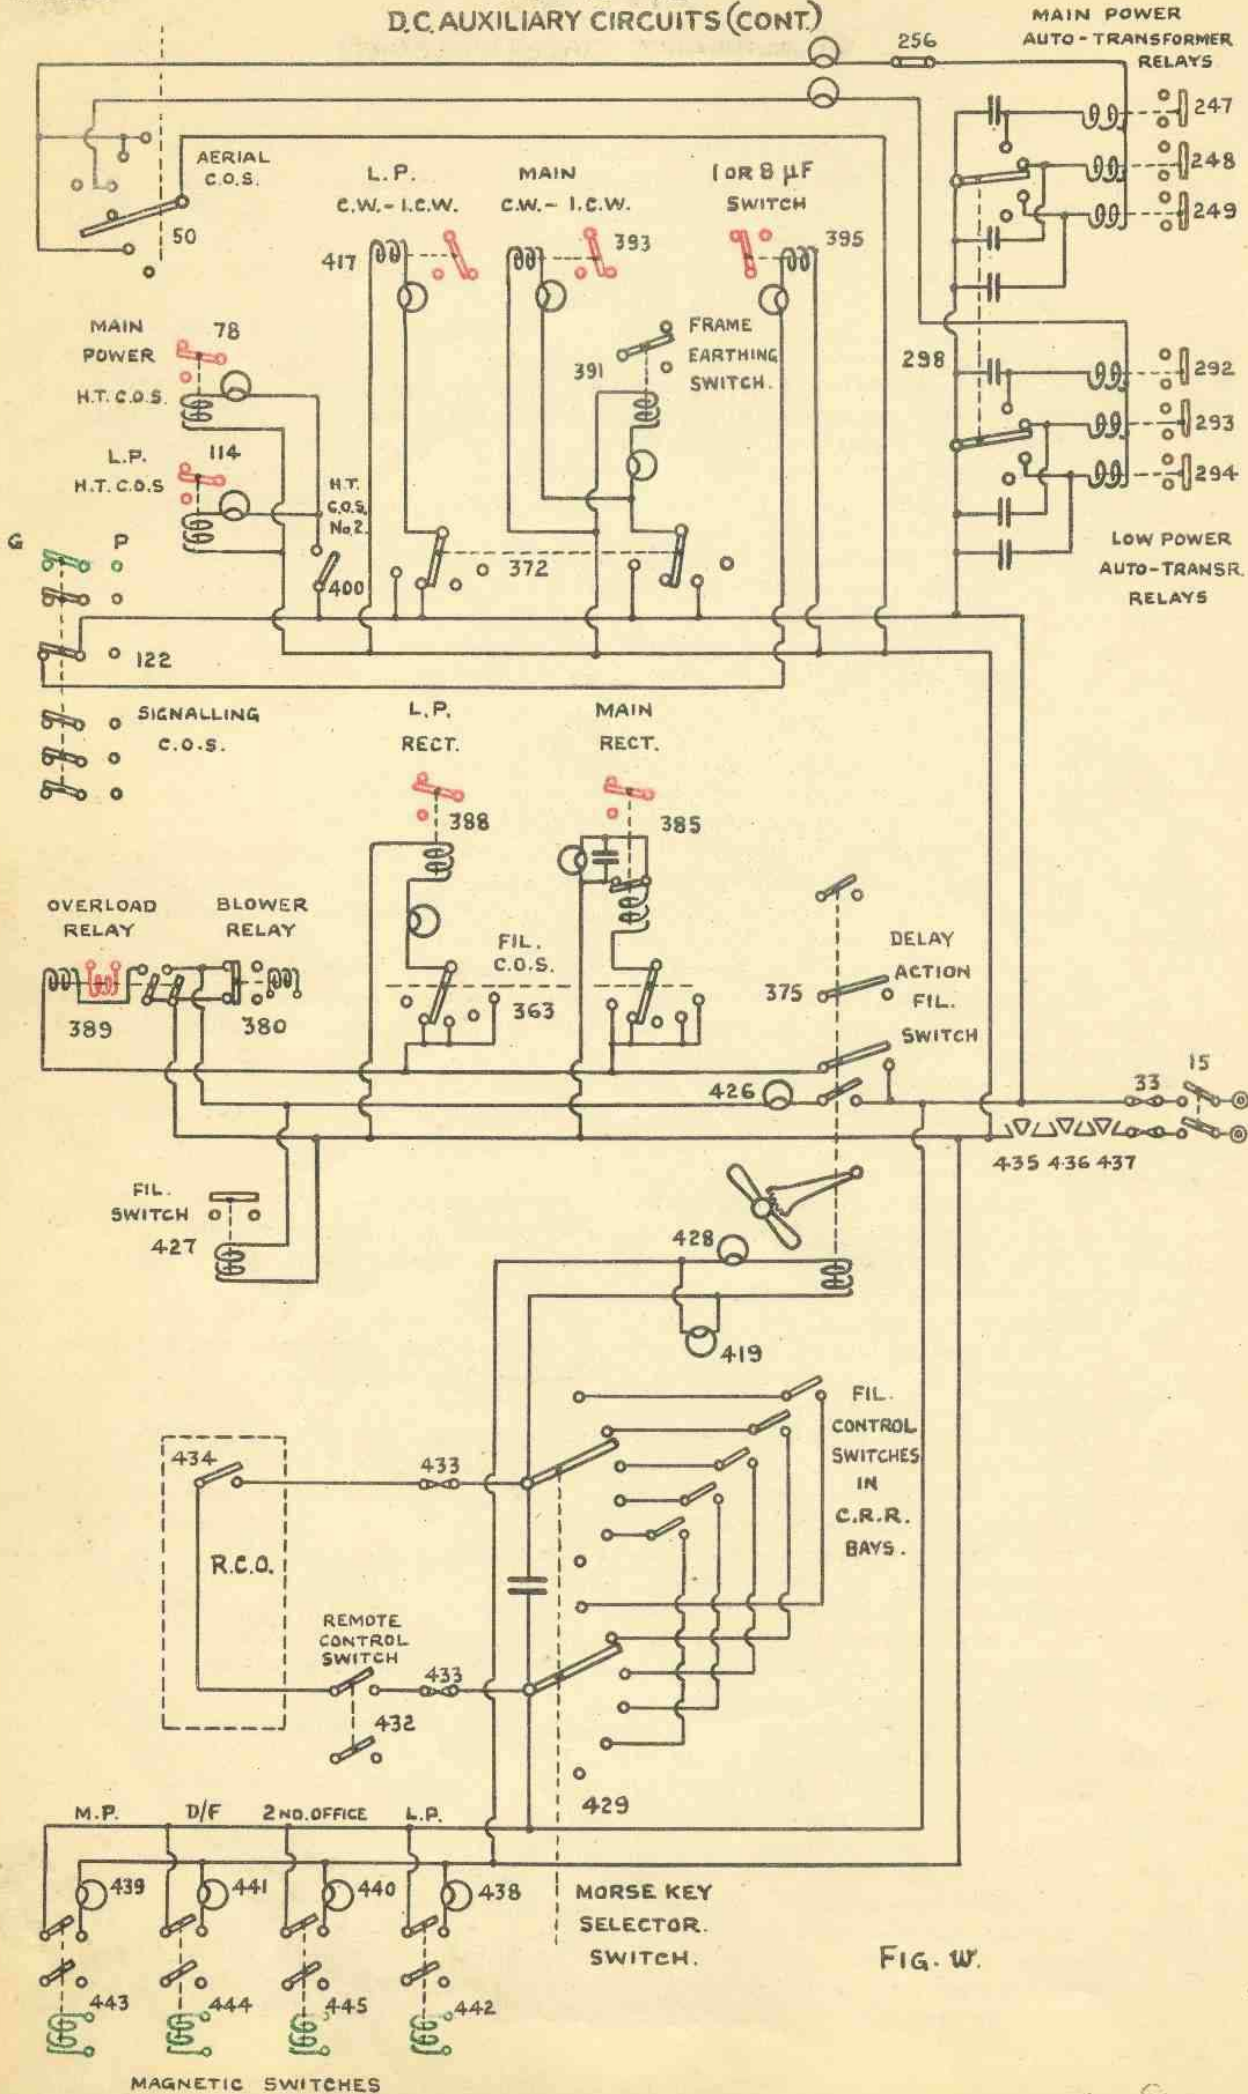 D.C. AUXILIARY CIRCUITS (CONT.)
MAIN POWER
AUTO-TRANSFORMER
RELAYS
256
247
248
249
AERIAL
C.O.S.
50
L.P.
C.W.- I.C.W.
417
MAIN
C.W.- I.C.W.
393
1 OR 8 µF
SWITCH
395
MAIN
POWER
H.T. C.O.S.
78
L.P.
H.T. C.O.S
114
H.T.
C.O.S.
No.2.
400
391
FRAME
EARTHING
SWITCH.
298
292
293
294
LOW POWER
AUTO-TRANSR.
RELAYS
372
G
P
122
SIGNALLING
C.O.S.
L.P.
RECT.
388
MAIN
RECT.
385
OVERLOAD
RELAY
389
BLOWER
RELAY
380
FIL.
C.O.S.
363
375
DELAY
ACTION
FIL.
SWITCH
426
33
15
435 436 437
FIL.
SWITCH
427
428
419
FIL.
CONTROL
SWITCHES
IN
C.R.R.
BAYS.
434
433
R.C.O.
REMOTE
CONTROL
SWITCH
433
432
429
M.P.
D/F
2ND. OFFICE
L.P.
439
441
440
438
MORSE KEY
SELECTOR.
SWITCH.
443
444
445
442
MAGNETIC SWITCHES
FIG. W.